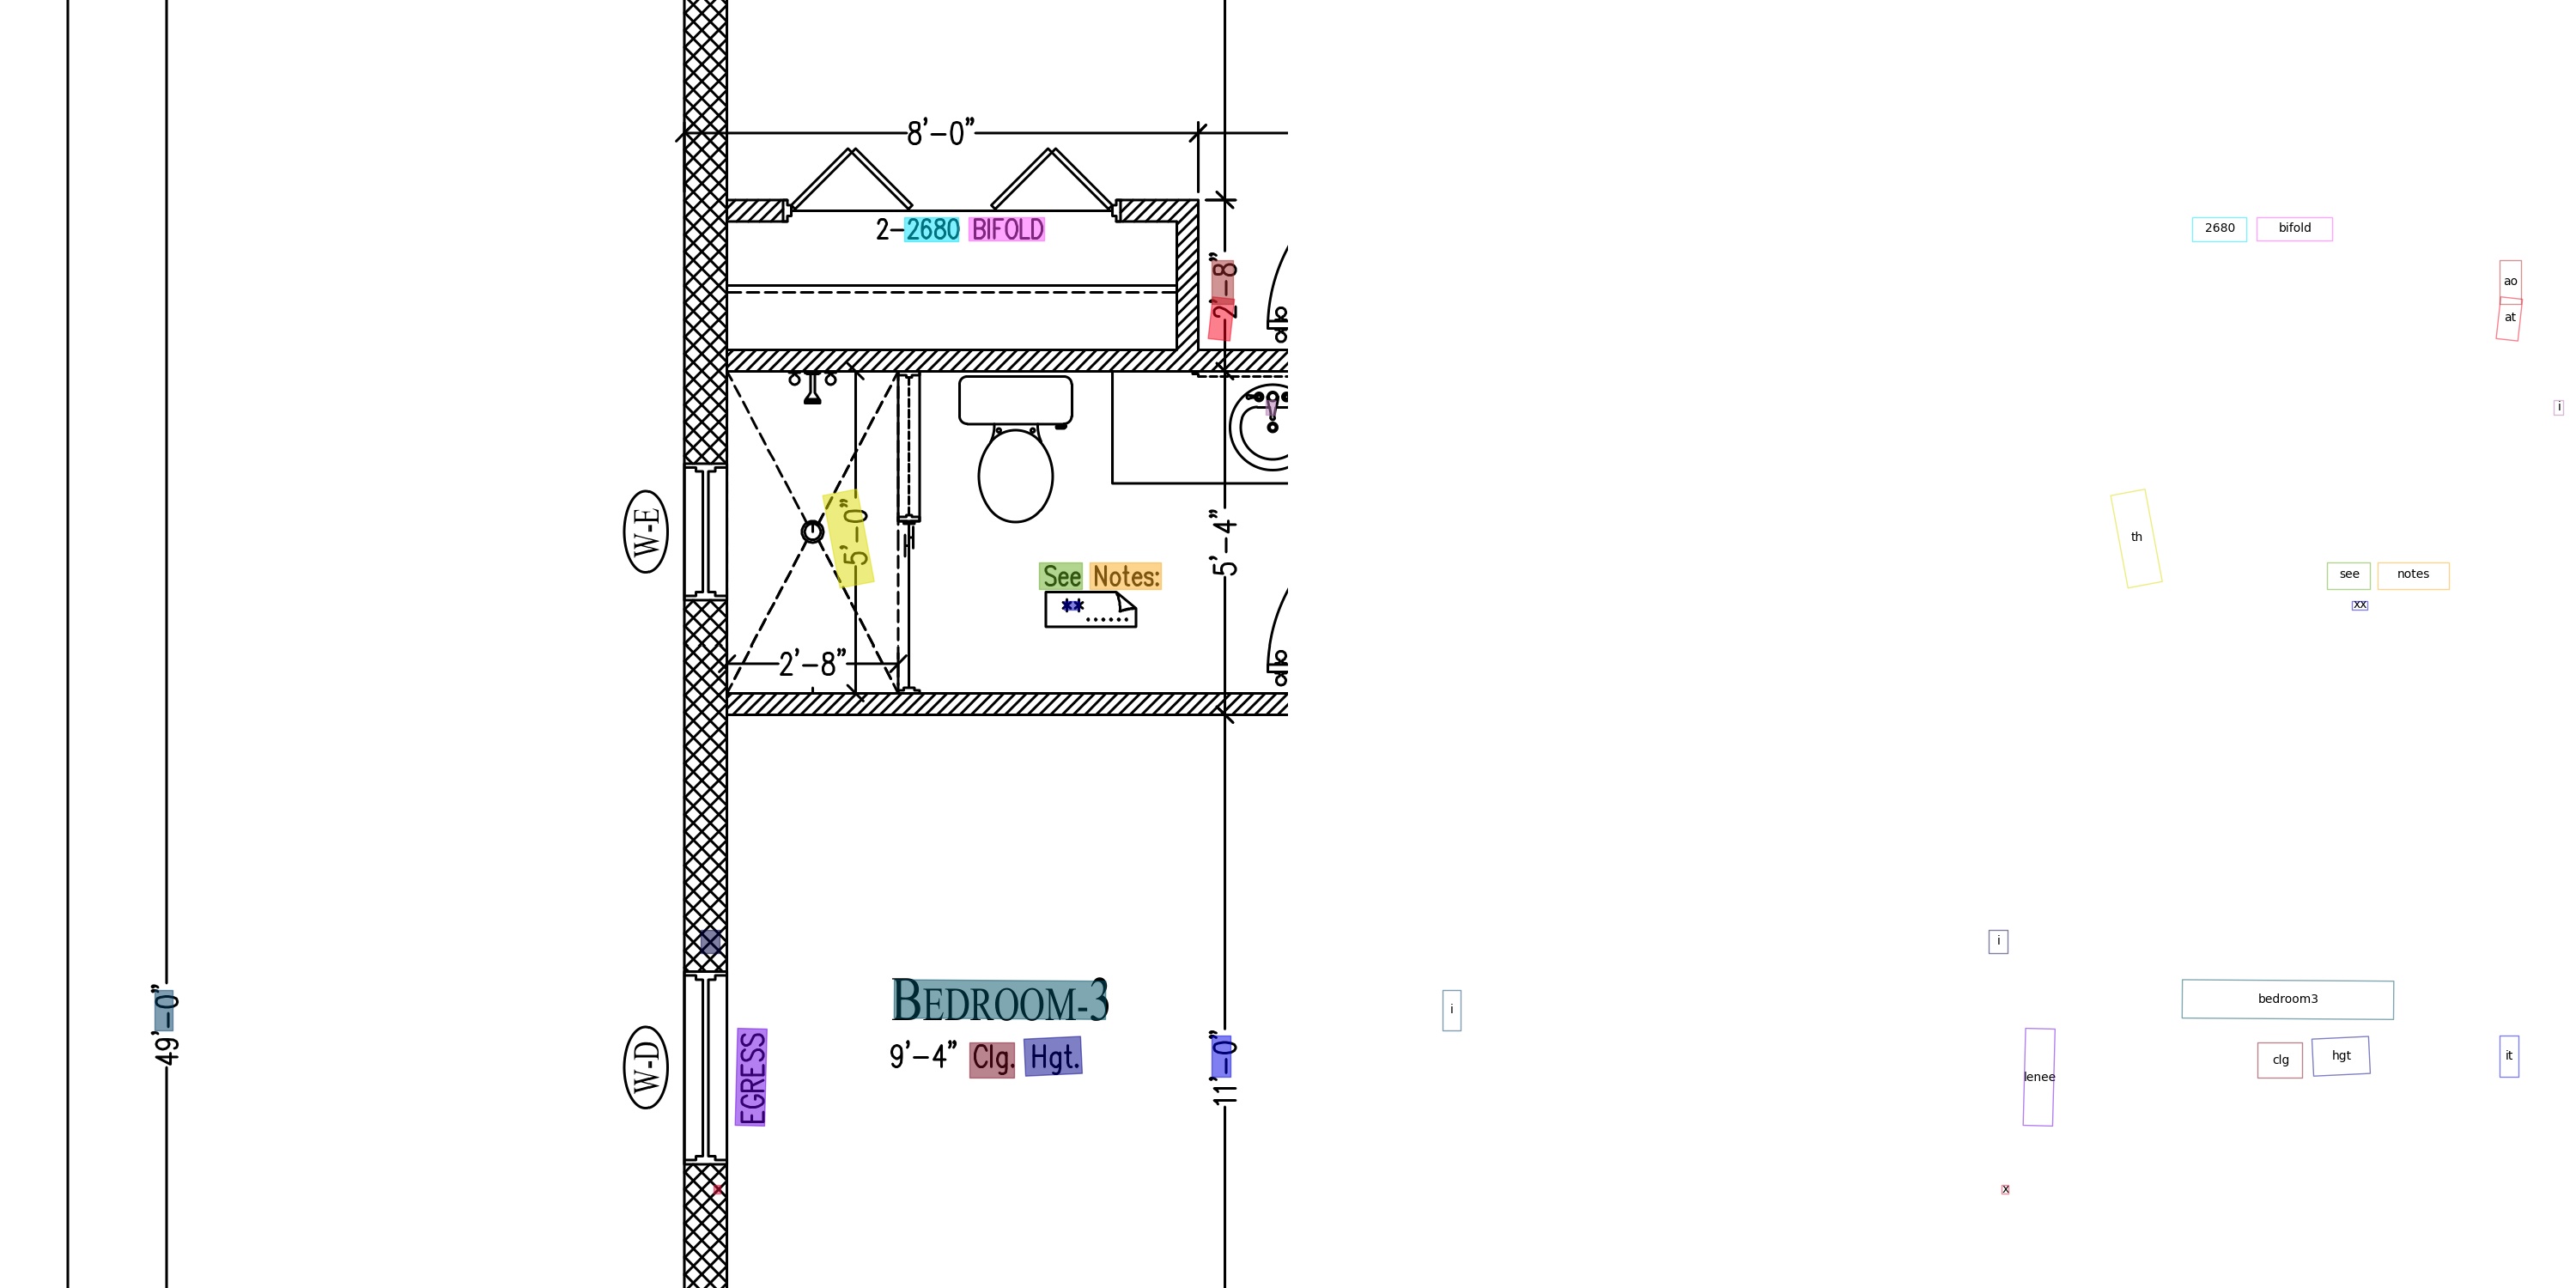 8'-0"
2-2680 BIFOLD
2'-8"
W-E
5'-0"
5'-4"
See Notes:
**
2'-8"
49'-0"
BEDROOM-3
9'-4" Clg. Hgt.
W-D
EGRESS
11'-0"
2680 bifold
ao
at
i
th
see notes
xx
i
i
bedroom3
lenee
clg hgt
it
x